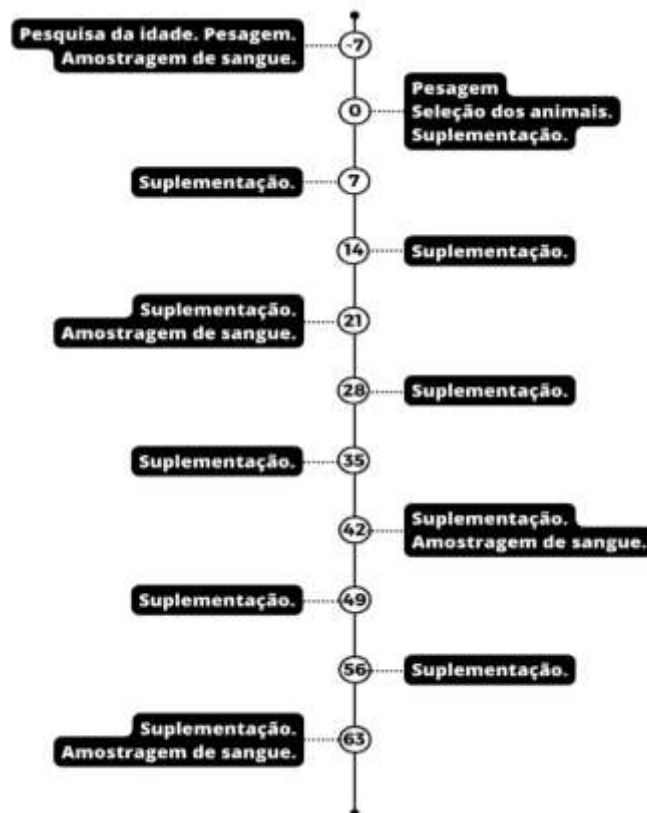 Pesquisa da idade. Pesagem.
Amostragem de sangue.
-7
0
Pesagem
Seleção dos animais.
Suplementação.
Suplementação.
7
14
Suplementação.
Suplementação.
Amostragem de sangue.
21
28
Suplementação.
Suplementação.
35
42
Suplementação.
Amostragem de sangue.
Suplementação.
49
56
Suplementação.
Suplementação.
Amostragem de sangue.
63